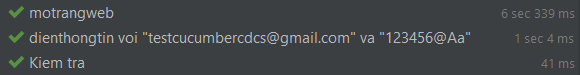 motrangweb 6 sec 339 ms
dienthongtin voi "testcucumbercdcs@gmail.com" va "123456@Aa" 1 sec 4 ms
Kiem tra 41 ms